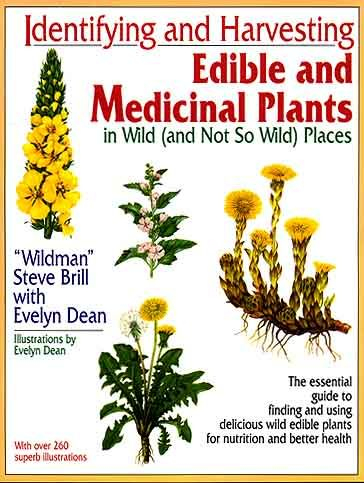 Identifying and Harvesting
Edible and
Medicinal Plants
in Wild (and Not So Wild) Places
"Wildman"
Steve Brill
with
Evelyn Dean
Illustrations by
Evelyn Dean
With over 260
superb illustrations
The essential
guide to
finding and using
delicious wild edible plants
for nutrition and better health